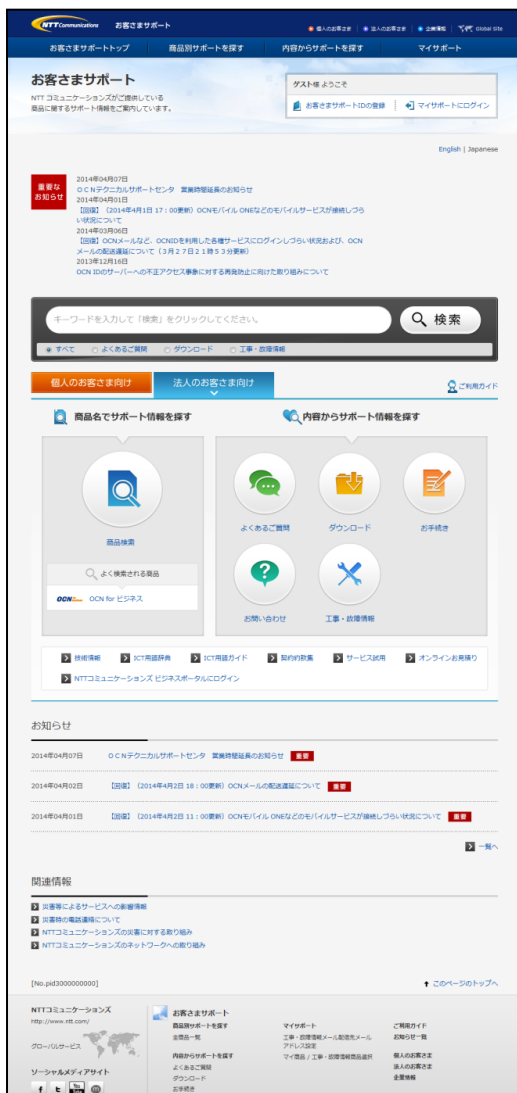 NTT Communications お客さまサポート
個人のお客さま 法人のお客さま 企業情報 Global Site
お客さまサポートトップ 商品別サポートを探す 内容からサポートを探す マイサポート
お客さまサポート
NTT コミュニケーションズがご提供している
商品に関するサポート情報をご案内しています。
ゲスト様 ようこそ
お客さまサポートIDの登録 マイサポートにログイン
English | Japanese
重要な
お知らせ
2014年04月07日
ＯＣＮテクニカルサポートセンタ 営業時間延長のお知らせ
2014年04月01日
【回復】（2014年4月1日 17：00更新）OCNモバイル ONEなどのモバイルサービスが接続しづら
い状況について
2014年03月06日
【回復】OCNメールなど、OCNIDを利用した各種サービスにログインしづらい状況および、OCN
メールの配送遅延について（３月２７日２１時５３分更新）
2013年12月16日
OCN IDのサーバーへの不正アクセス事象に対する再発防止に向けた取り組みについて
キーワードを入力して「検索」をクリックしてください。 検索
すべて よくあるご質問 ダウンロード 工事・故障情報
個人のお客さま向け 法人のお客さま向け ご利用ガイド
商品名でサポート情報を探す 内容からサポート情報を探す
よくあるご質問 ダウンロード お手続き
商品検索
よく検索される商品
OCN OCN for ビジネス
お問い合わせ 工事・故障情報
技術情報 ICT用語辞典 ICT用語ガイド 契約約款集 サービス試用 オンラインお見積り
NTTコミュニケーションズ ビジネスポータルにログイン
お知らせ
2014年04月07日 ＯＣＮテクニカルサポートセンタ 営業時間延長のお知らせ 重要
2014年04月02日 【回復】（2014年4月2日 18：00更新）OCNメールの配送遅延について 重要
2014年04月01日 【回復】（2014年4月2日 11：00更新）OCNモバイル ONEなどのモバイルサービスが接続しづらい状況について 重要
一覧へ
関連情報
災害等によるサービスへの影響情報
災害時の電話連絡について
NTTコミュニケーションズの災害に対する取り組み
NTTコミュニケーションズのネットワークへの取り組み
[No.pid3000000000] このページのトップへ
NTTコミュニケーションズ
http://www.ntt.com/
グローバルサービス
ソーシャルメディアサイト
お客さまサポート
商品別サポートを探す マイサポート ご利用ガイド
全商品一覧 工事・故障情報メール配信先メール お知らせ一覧
アドレス設定
内容からサポートを探す マイ商品 / 工事・故障情報商品選択 個人のお客さま
よくあるご質問 法人のお客さま
ダウンロード 企業情報
お手続き